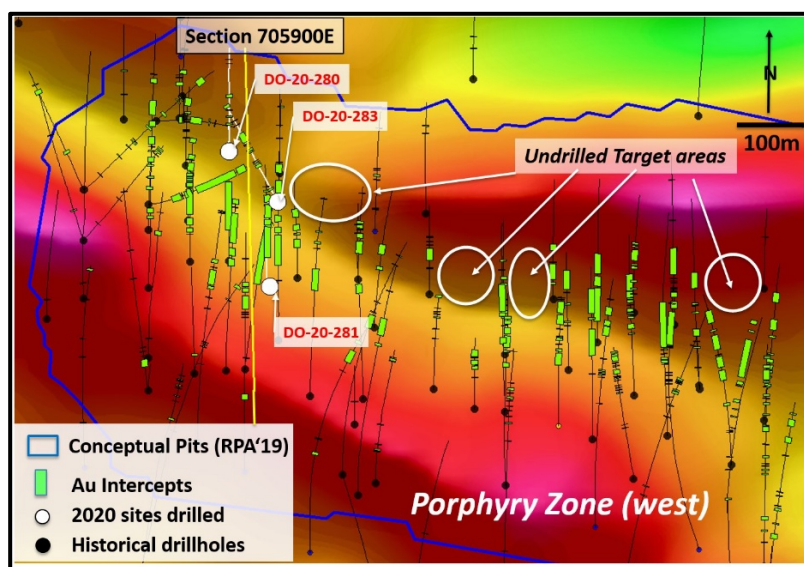 Section 705900E
DO-20-280
DO-20-283
N
100m
Undrilled Target areas
DO-20-281
Conceptual Pits (RPA‘19)
Au Intercepts
2020 sites drilled
Historical drillholes
Porphyry Zone (west)